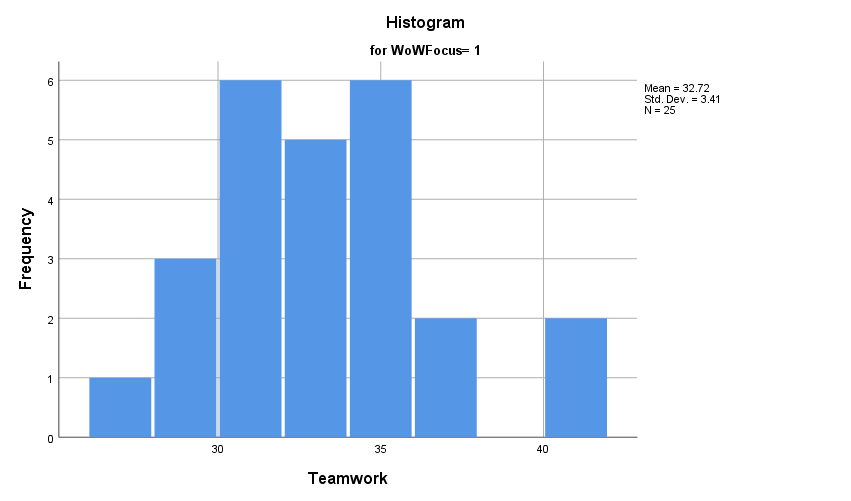 Histogram
for WoWFocus= 1
Mean = 32.72
Std. Dev. = 3.41
N = 25
Frequency
6
5
4
3
2
1
0
30 35 40
Teamwork